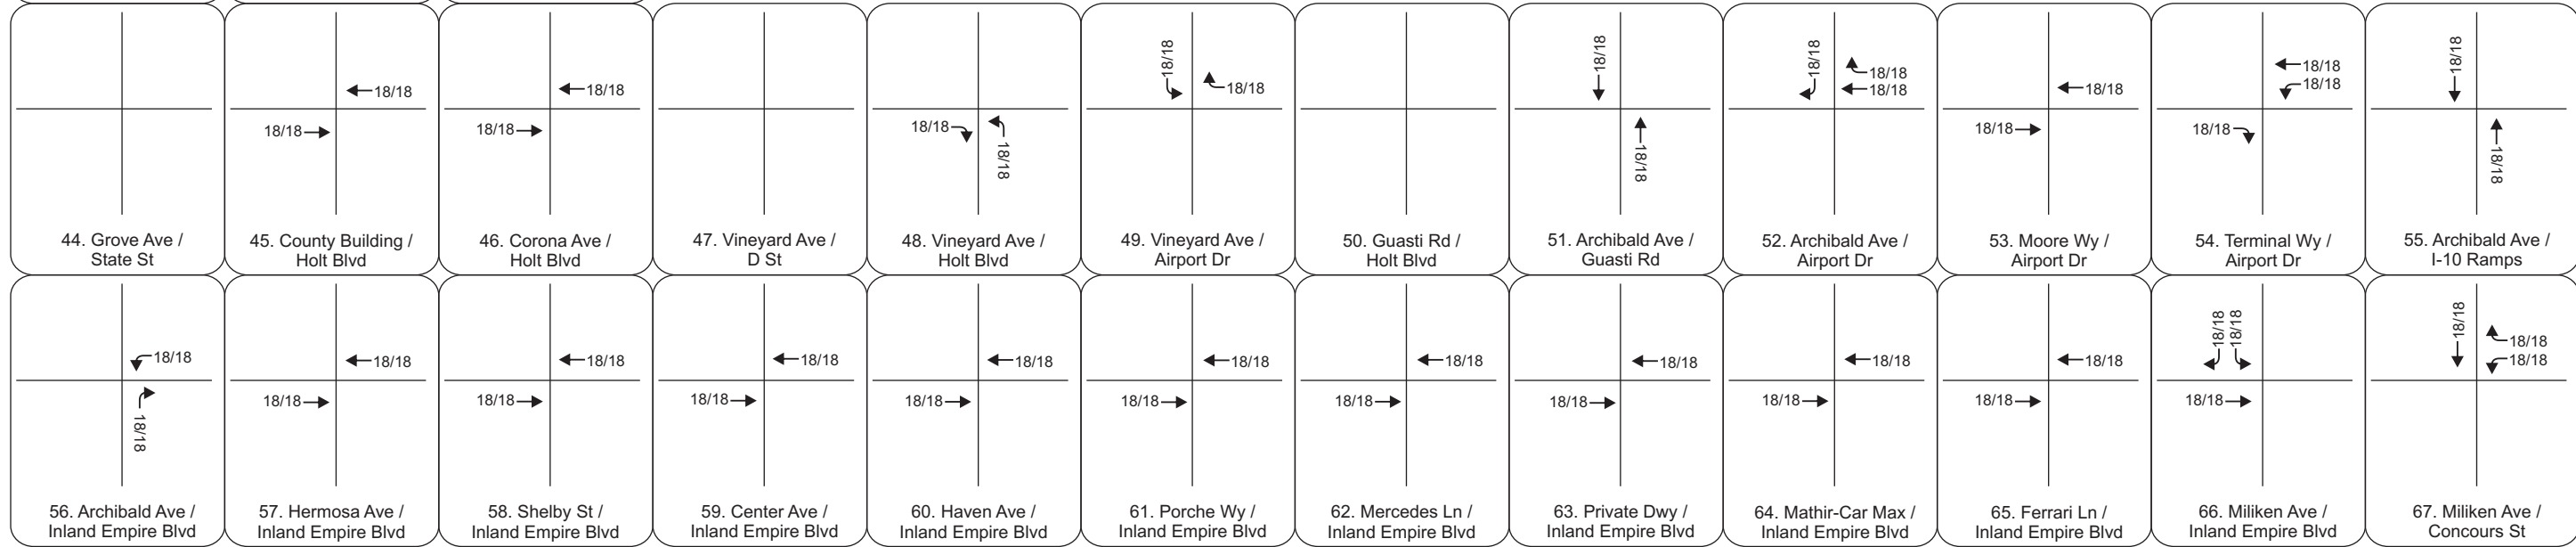 18/18
18/18
44. Grove Ave /
State St
18/18
18/18
45. County Building /
Holt Blvd
18/18
18/18
46. Corona Ave /
Holt Blvd
47. Vineyard Ave /
D St
18/18
18/18
48. Vineyard Ave /
Holt Blvd
18/18
18/18
49. Vineyard Ave /
Airport Dr
50. Guasti Rd /
Holt Blvd
18/18
18/18
51. Archibald Ave /
Guasti Rd
18/18
18/18
18/18
52. Archibald Ave /
Airport Dr
18/18
18/18
53. Moore Wy /
Airport Dr
18/18
18/18
18/18
54. Terminal Wy /
Airport Dr
18/18
18/18
55. Archibald Ave /
I-10 Ramps
18/18
18/18
56. Archibald Ave /
Inland Empire Blvd
18/18
18/18
57. Hermosa Ave /
Inland Empire Blvd
18/18
18/18
58. Shelby St /
Inland Empire Blvd
18/18
18/18
59. Center Ave /
Inland Empire Blvd
18/18
18/18
60. Haven Ave /
Inland Empire Blvd
18/18
18/18
61. Porche Wy /
Inland Empire Blvd
18/18
18/18
62. Mercedes Ln /
Inland Empire Blvd
18/18
18/18
63. Private Dwy /
Inland Empire Blvd
18/18
18/18
64. Mathir-Car Max /
Inland Empire Blvd
18/18
18/18
65. Ferrari Ln /
Inland Empire Blvd
18/18
18/18
18/18
66. Miliken Ave /
Inland Empire Blvd
18/18
18/18
18/18
67. Miliken Ave /
Concours St